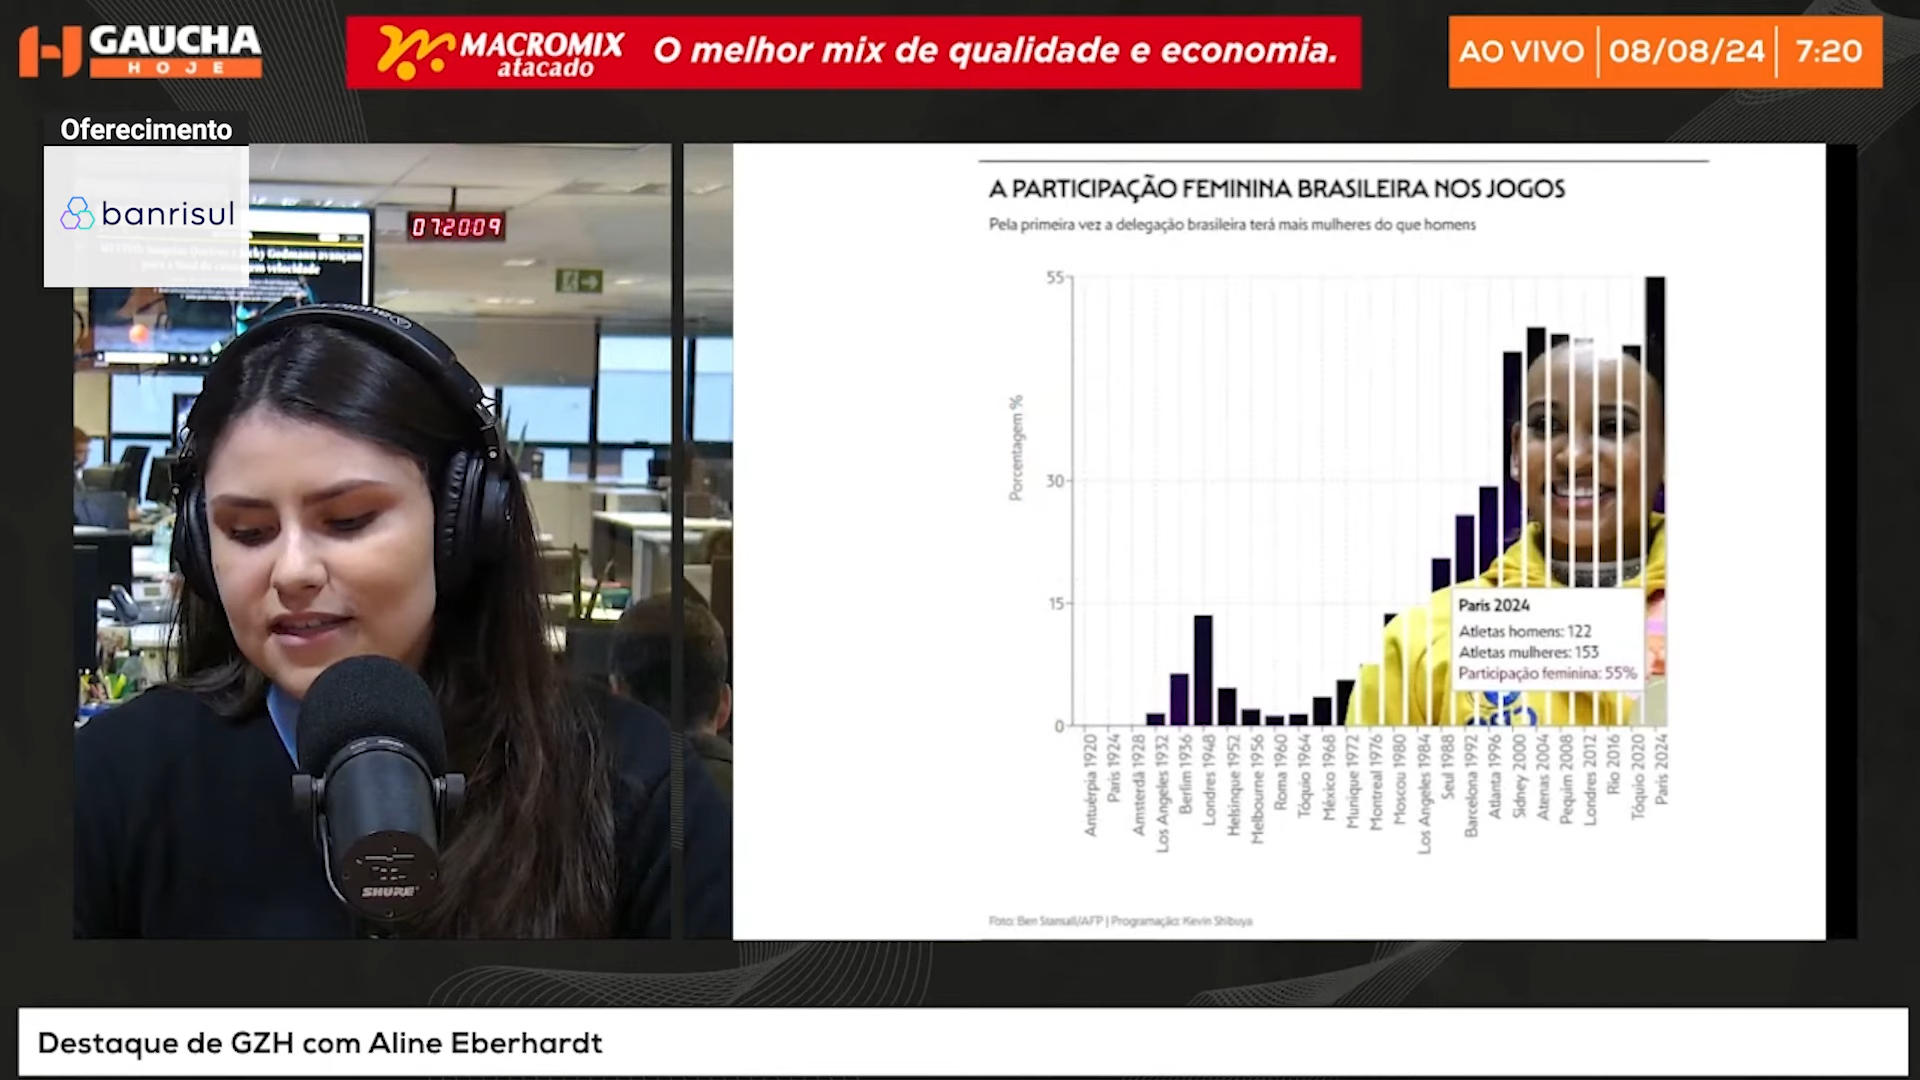 GAÚCHA
HOJE
MACROMIX
atacado
O melhor mix de qualidade e economia.
AO VIVO
08/08/24
7:20
Oferecimento
banrisul
07:20:09
SHURE
A PARTICIPAÇÃO FEMININA BRASILEIRA NOS JOGOS
Pela primeira vez a delegação brasileira terá mais mulheres do que homens
55
Porcentagem %
30
15
0
Paris 2024
Atletas homens: 122
Atletas mulheres: 153
Participação feminina: 55%
Antuérpia 1920
Paris 1924
Amsterdã 1928
Los Angeles 1932
Berlim 1936
Londres 1948
Helsinque 1952
Melbourne 1956
Roma 1960
Tóquio 1964
México 1968
Munique 1977
Montreal 1976
Moscou 1980
Los Angeles 1984
Seul 1988
Barcelona 1992
Atlanta 1996
Sidney 2000
Atenas 2004
Pequim 2008
Londres 2012
Rio 2016
Tóquio 2020
Paris 2024
Foto: Ben Stansall/AFP | Programação: Kevin Shibuya
Destaque de GZH com Aline Eberhardt